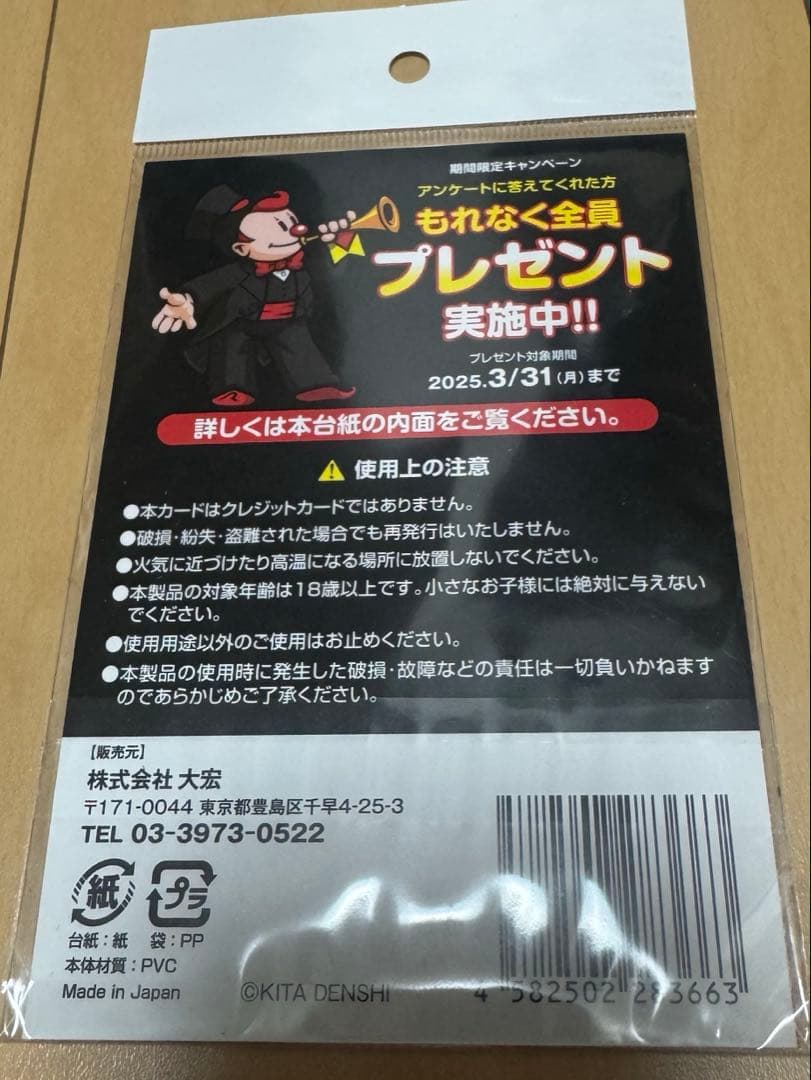 期間限定キャンペーン
アンケートに答えてくれた方
もれなく全員
プレゼント
実施中!!
プレゼント対象期間
2025.3/31(月)まで
詳しくは本台紙の内面をご覧ください。
使用上の注意
●本カードはクレジットカードではありません。
●破損・紛失・盗難された場合でも再発行はいたしません。
●火気に近づけたり高温になる場所に放置しないでください。
●本製品の対象年齢は18歳以上です。小さなお子様には絶対に与えない
でください。
●使用用途以外のご使用はお止めください。
●本製品の使用時に発生した破損・故障などの責任は一切負いかねます
のであらかじめご了承ください。
【販売元】
株式会社 大宏
〒171-0044 東京都豊島区千早4-25-3
TEL 03-3973-0522
紙 プラ
台紙:紙 袋:PP
本体材質:PVC
Made in Japan ©KITA DENSHI
4 582502 283663